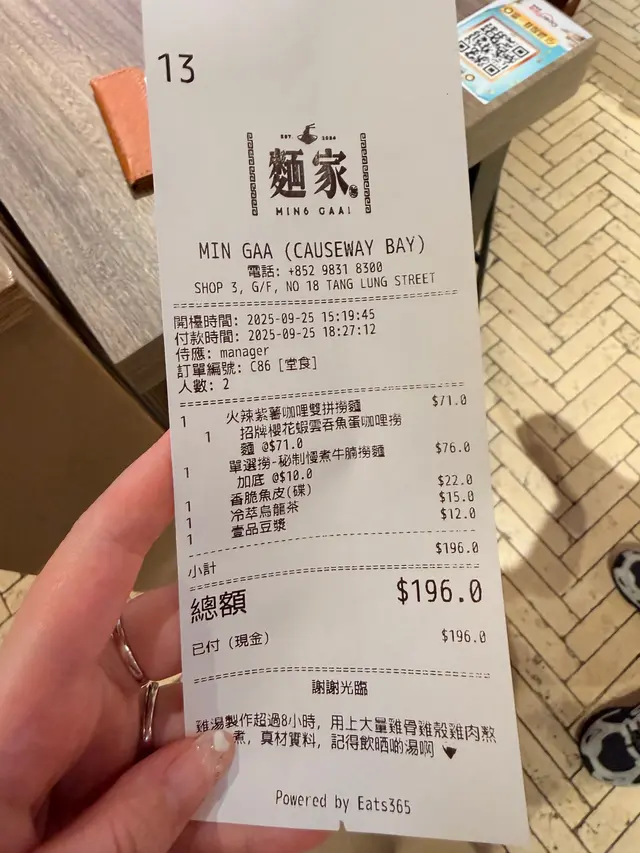 13
EST. 2024
麵家
MING GAA!
MIN GAA (CAUSEWAY BAY)
電話: +852 9831 8300
SHOP 3, G/F, NO 18 TANG LUNG STREET
開檯時間: 2025-09-25 15:19:45
付款時間: 2025-09-25 18:27:12
侍應: manager
訂單編號: C86 [堂食]
人數: 2
1 火辣紫薯咖哩雙拼撈麵 $71.0
1 招牌櫻花蝦雲吞魚蛋咖哩撈
麵 @$71.0
1 單選撈-秘制慢煮牛腩撈麵 $76.0
加底 @$10.0
1 香脆魚皮(碟) $22.0
1 冷萃烏龍茶 $15.0
1 壹品豆漿 $12.0
小計 $196.0
總額 $196.0
已付 (現金) $196.0
謝謝光臨
雞湯製作超過8小時, 用上大量雞骨雞殼雞肉熬
煮, 真材實料, 記得飲晒啲湯啊
Powered by Eats365